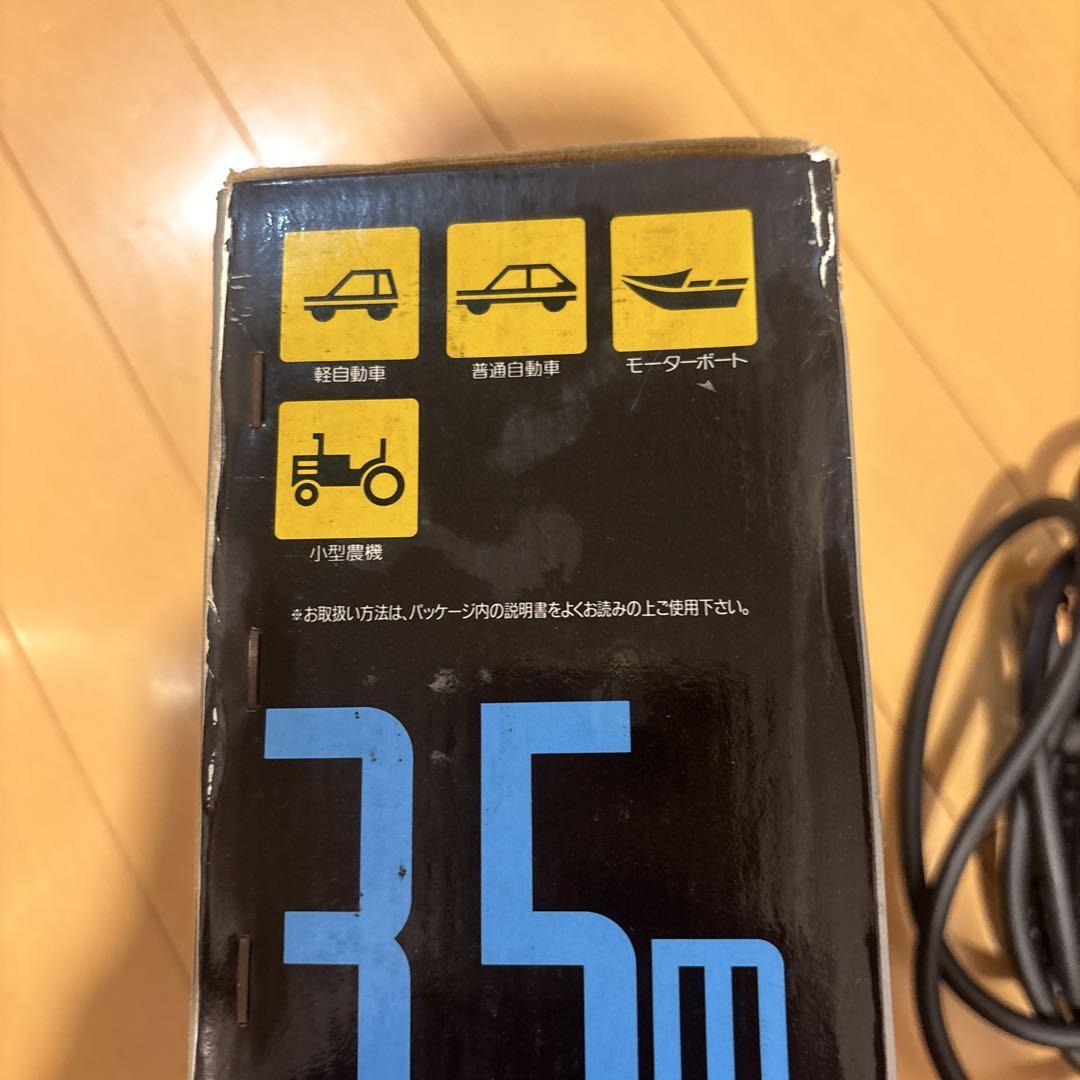 軽自動車 普通自動車 モーターボート
小型農機
※お取扱い方法は、パッケージ内の説明書をよくお読みの上ご使用下さい。
3.5m